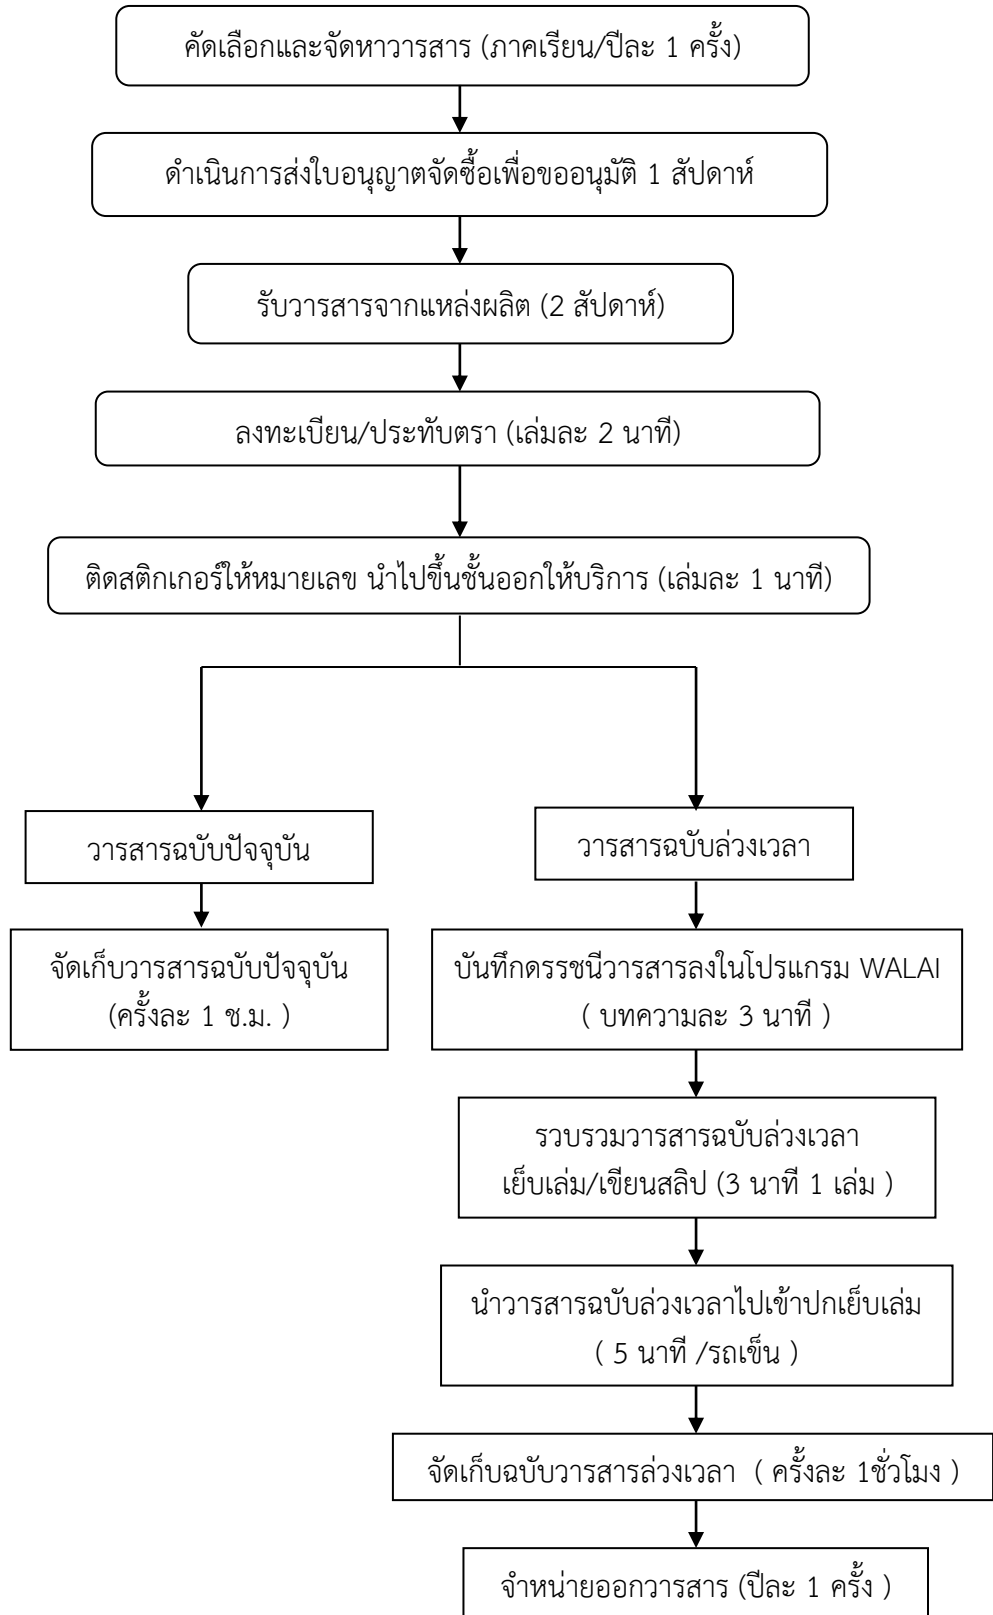 คัดเลือกและจัดหาวารสาร (ภาคเรียน/ปีละ 1 ครั้ง)
ดำเนินการส่งใบอนุญาตจัดซื้อเพื่อขออนุมัติ 1 สัปดาห์
รับวารสารจากแหล่งผลิต (2 สัปดาห์)
ลงทะเบียน/ประทับตรา (เล่มละ 2 นาที)
ติดสติกเกอร์ให้หมายเลข นำไปขึ้นชั้นออกให้บริการ (เล่มละ 1 นาที)
วารสารฉบับปัจจุบัน
จัดเก็บวารสารฉบับปัจจุบัน
(ครั้งละ 1 ช.ม. )
วารสารฉบับล่วงเวลา
บันทึกดรรชนีวารสารลงในโปรแกรม WALAI
( บทความละ 3 นาที )
รวบรวมวารสารฉบับล่วงเวลา
เย็บเล่ม/เขียนสลิป (3 นาที 1 เล่ม )
นำวารสารฉบับล่วงเวลาไปเข้าปกเย็บเล่ม
( 5 นาที /รถเข็น )
จัดเก็บฉบับวารสารล่วงเวลา ( ครั้งละ 1ชั่วโมง )
จำหน่ายออกวารสาร (ปีละ 1 ครั้ง )